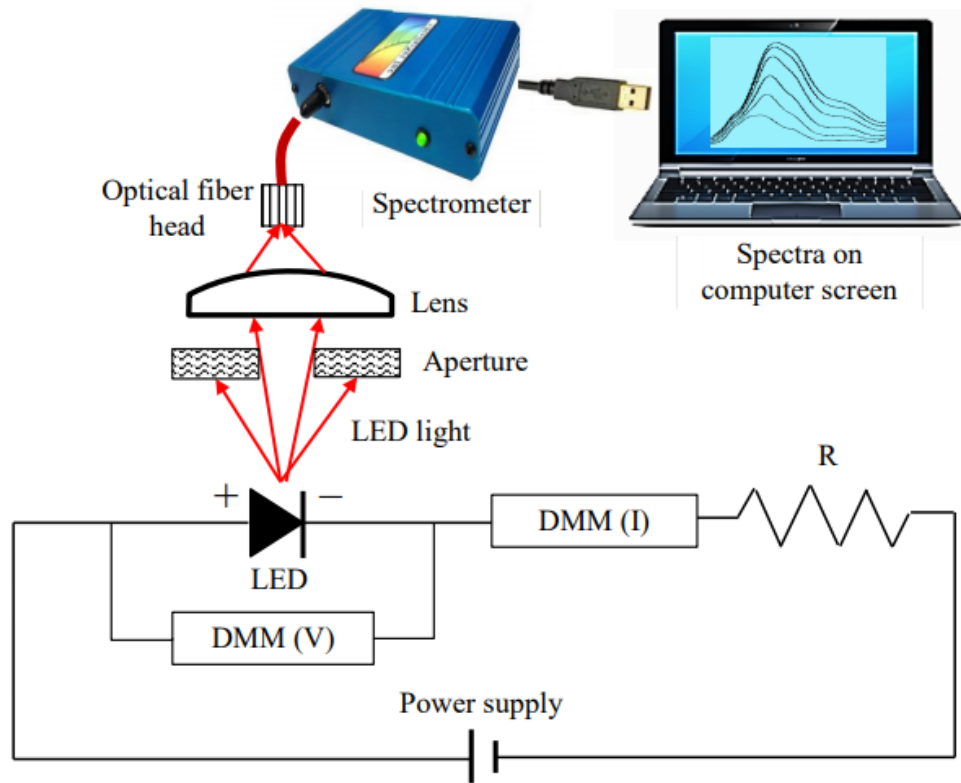 Optical fiber
head
Spectrometer
Spectra on
computer screen
Lens
Aperture
LED light
R
+
−
DMM (I)
LED
DMM (V)
Power supply